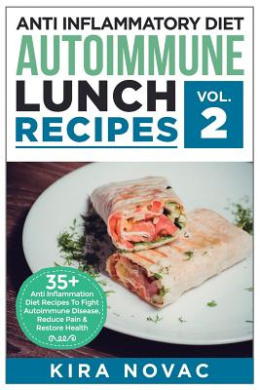 ANTI INFLAMMATORY DIET
AUTOIMMUNE
LUNCH
RECIPES
VOL.
2
35+
Anti Inflammation
Diet Recipes To Fight
Autoimmune Disease,
Reduce Pain &
Restore Health
KIRA NOVAC